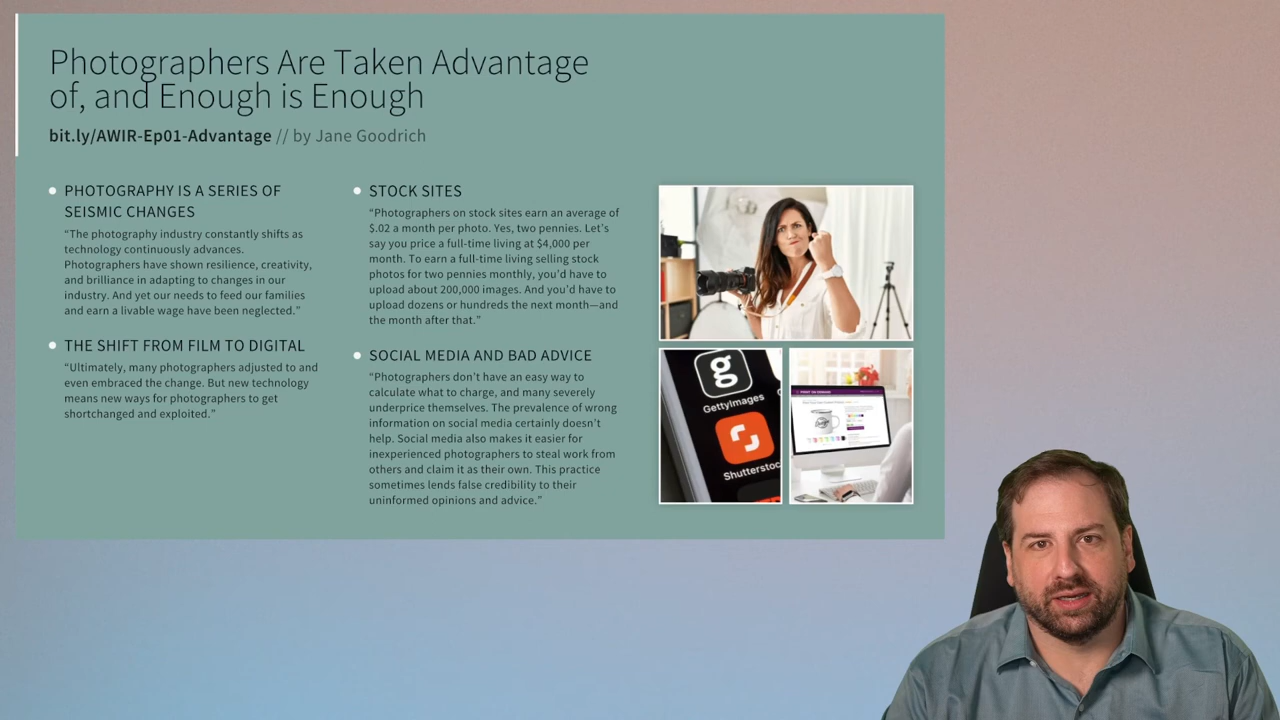 Photographers Are Taken Advantage
of, and Enough is Enough
bit.ly/AWIR-Ep01-Advantage // by Jane Goodrich
PHOTOGRAPHY IS A SERIES OF
SEISMIC CHANGES
“The photography industry constantly shifts as
technology continuously advances.
Photographers have shown resilience, creativity,
and brilliance in adapting to changes in our
industry. And yet our needs to feed our families
and earn a livable wage have been neglected.”
THE SHIFT FROM FILM TO DIGITAL
“Ultimately, many photographers adjusted to and
even embraced the change. But new technology
means new ways for photographers to get
shortchanged and exploited.”
STOCK SITES
“Photographers on stock sites earn an average of
$.02 a month per photo. Yes, two pennies. Let’s
say you price a full-time living at $4,000 per
month. To earn a full-time living selling stock
photos for two pennies monthly, you’d have to
upload about 200,000 images. And you’d have to
upload dozens or hundreds the next month—and
the month after that.”
SOCIAL MEDIA AND BAD ADVICE
“Photographers don’t have an easy way to
calculate what to charge, and many severely
underprice themselves. The prevalence of wrong
information on social media certainly doesn’t
help. Social media also makes it easier for
inexperienced photographers to steal work from
others and claim it as their own. This practice
sometimes lends false credibility to their
uninformed opinions and advice.”
GettyImages
Shutterstoc
PRINT ON DEMAND